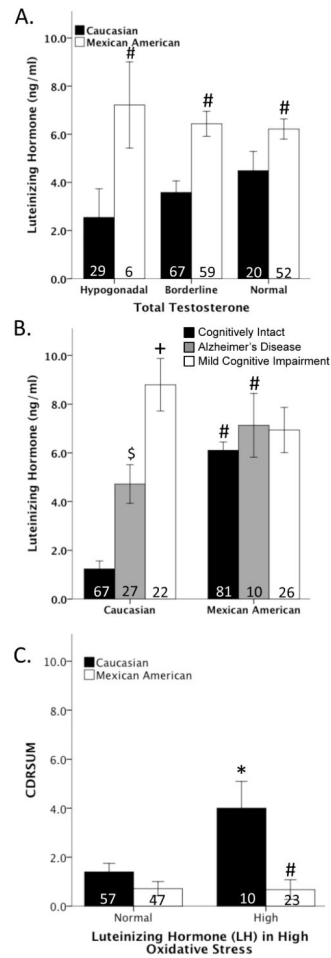 A.
Caucasian
Mexican American
10.0
8.0
6.0
4.0
2.0
0.0
Luteinizing Hormone (ng/ml)
#
#
#
29 6 67 59 20 52
Hypogonadal Borderline Normal
Total Testosterone
B.
Cognitively Intact
Alzheimer's Disease
Mild Cognitive Impairment
10.0
8.0
6.0
4.0
2.0
0.0
Luteinizing Hormone (ng/ml)
$
+
#
#
67 27 22 81 10 26
Caucasian Mexican American
C.
Caucasian
Mexican American
10.0
8.0
6.0
4.0
2.0
0.0
CDRSUM
*
#
57 47 10 23
Normal High
Luteinizing Hormone (LH) in High
Oxidative Stress